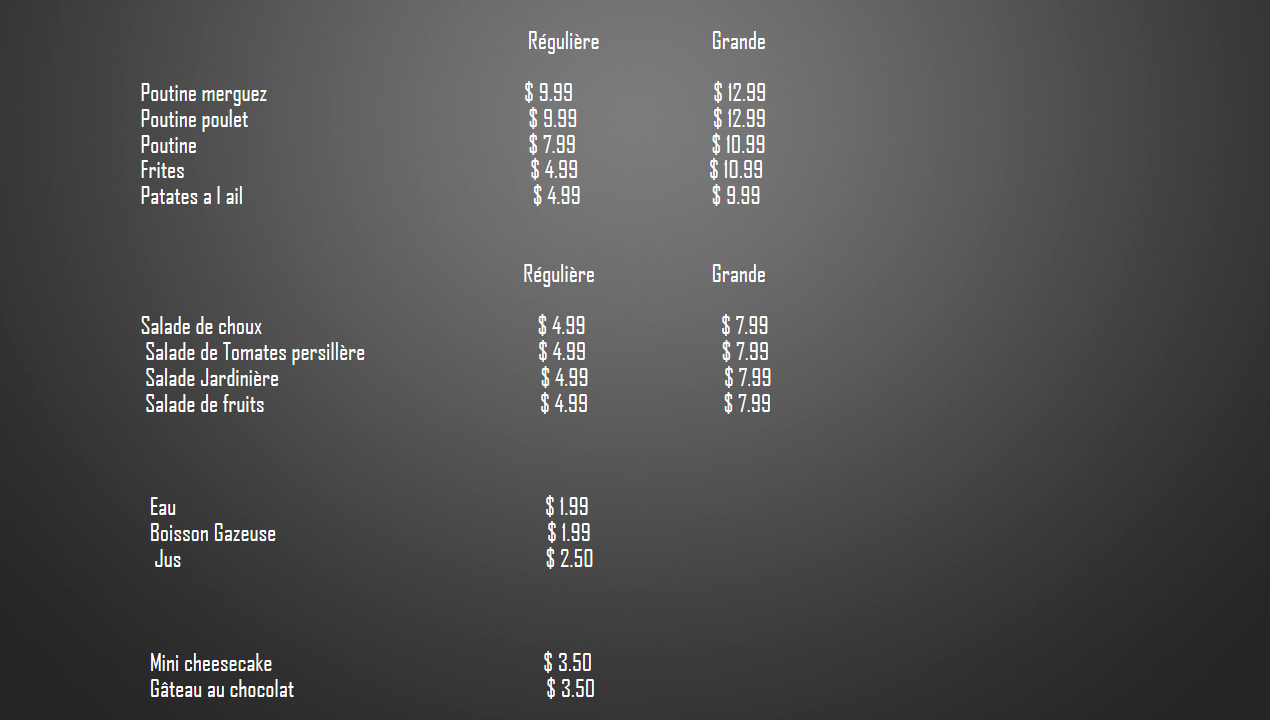 Régulière Grande
Poutine merguez $ 9.99 $ 12.99
Poutine poulet $ 9.99 $ 12.99
Poutine $ 7.99 $ 10.99
Frites $ 4.99 $ 10.99
Patates a l ail $ 4.99 $ 9.99
Régulière Grande
Salade de choux $ 4.99 $ 7.99
Salade de Tomates persillère $ 4.99 $ 7.99
Salade Jardinière $ 4.99 $ 7.99
Salade de fruits $ 4.99 $ 7.99
Eau $ 1.99
Boisson Gazeuse $ 1.99
Jus $ 2.50
Mini cheesecake $ 3.50
Gâteau au chocolat $ 3.50